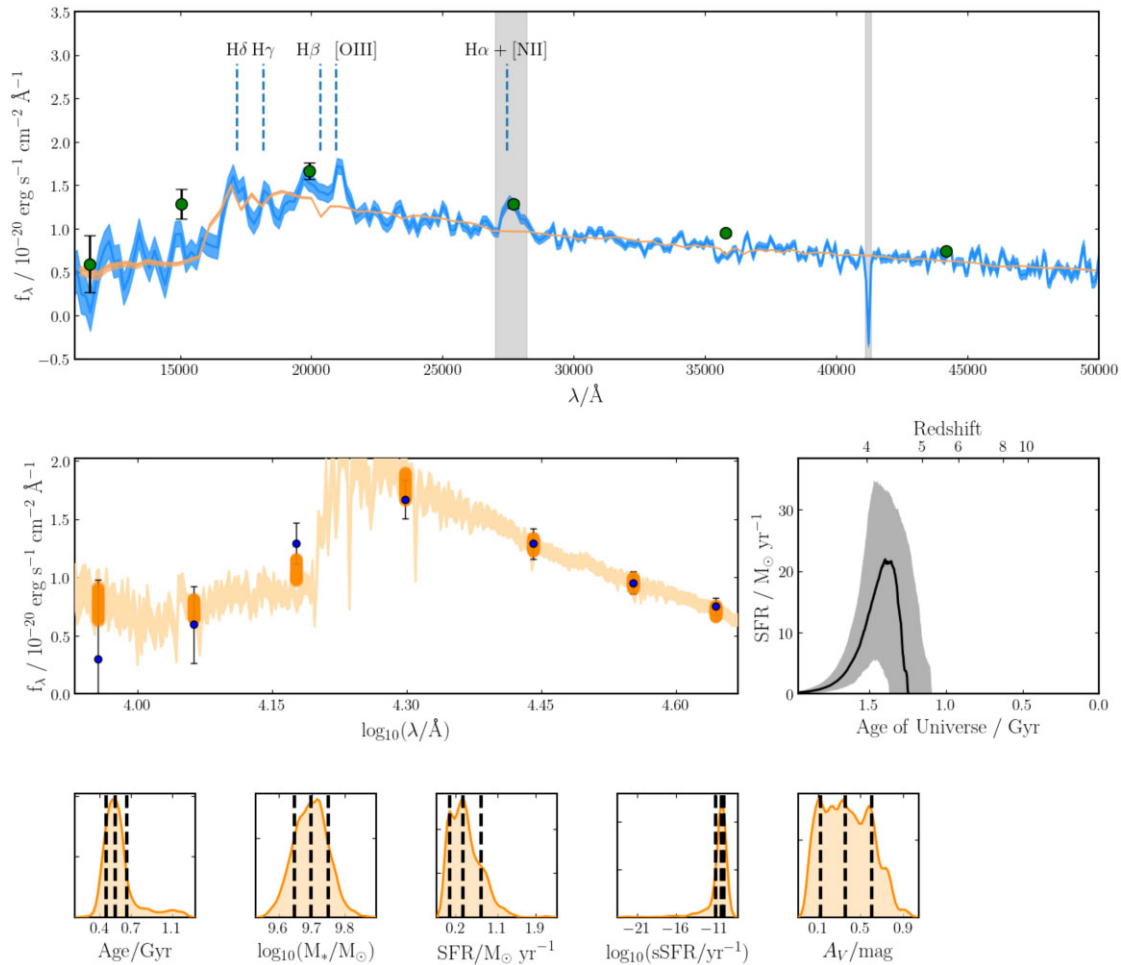 3.5
3.0
2.5
2.0
1.5
1.0
0.5
0.0
−0.5
f_λ / 10⁻²⁰ erg s⁻¹ cm⁻² Å⁻¹
Hδ Hγ Hβ [OIII] Hα + [NII]
15000 20000 25000 30000 35000 40000 45000 50000
λ/Å
2.0
1.5
1.0
0.5
0.0
f_λ / 10⁻²⁰ erg s⁻¹ cm⁻² Å⁻¹
4.00 4.15 4.30 4.45 4.60
log₁₀(λ/Å)
Redshift
4 5 6 8 10
30
20
10
0
SFR / M⊙ yr⁻¹
1.5 1.0 0.5 0.0
Age of Universe / Gyr
0.4 0.7 1.1
Age/Gyr
9.6 9.7 9.8
log₁₀(M*/M⊙)
0.2 1.1 1.9
SFR/M⊙ yr⁻¹
−21 −16 −11
log₁₀(sSFR/yr⁻¹)
0.1 0.5 0.9
A_V/mag